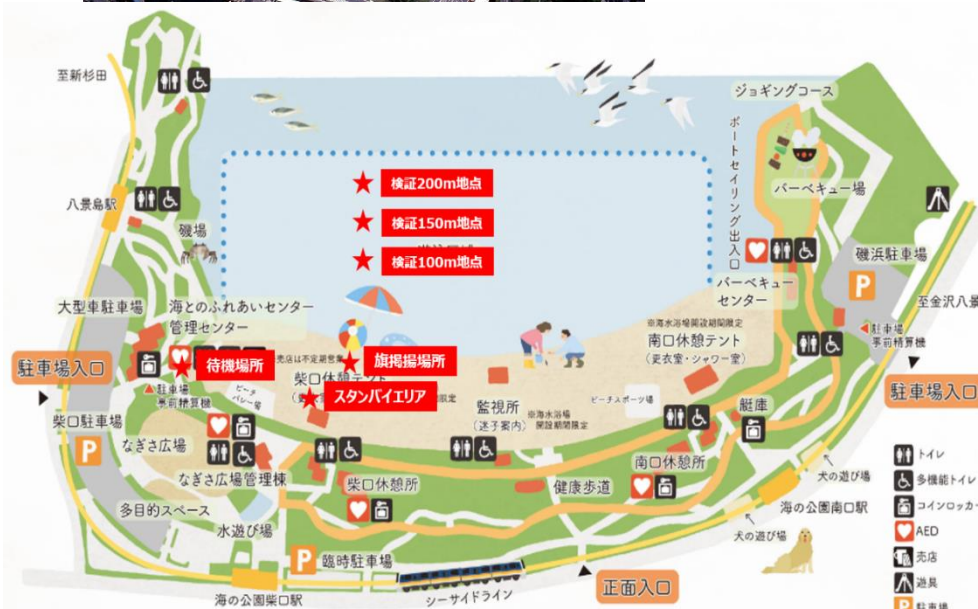 至新杉田
八景島駅
磯場
大型車駐車場
海とのふれあいセンター
管理センター
駐車場入口
柴口駐車場
P
駐車場
事前精算機
待機場所
売店は不定期営業
旗掲揚場所
柴口休憩テント
スタンバイエリア
ビーチ
バレー場
検証200m地点
検証150m地点
検証100m地点
ジョギングコース
ボートセイリング出入口
バーベキュー場
バーベキュー
センター
磯浜駐車場
P
至金沢八景
駐車場
事前精算機
駐車場入口
※海水浴場開設期間限定
南口休憩テント
(更衣室・シャワー室)
監視所
(迷子案内)
※海水浴場
開設期間限定
ビーチスポーツ場
艇庫
なぎさ広場
なぎさ広場管理棟
多目的スペース
水遊び場
柴口休憩所
健康歩道
南口休憩所
犬の遊び場
海の公園南口駅
犬の遊び場
P
臨時駐車場
海の公園柴口駅
シーサイドライン
正面入口
トイレ
多機能トイレ
コインロッカー
AED
売店
遊具
P
駐車場